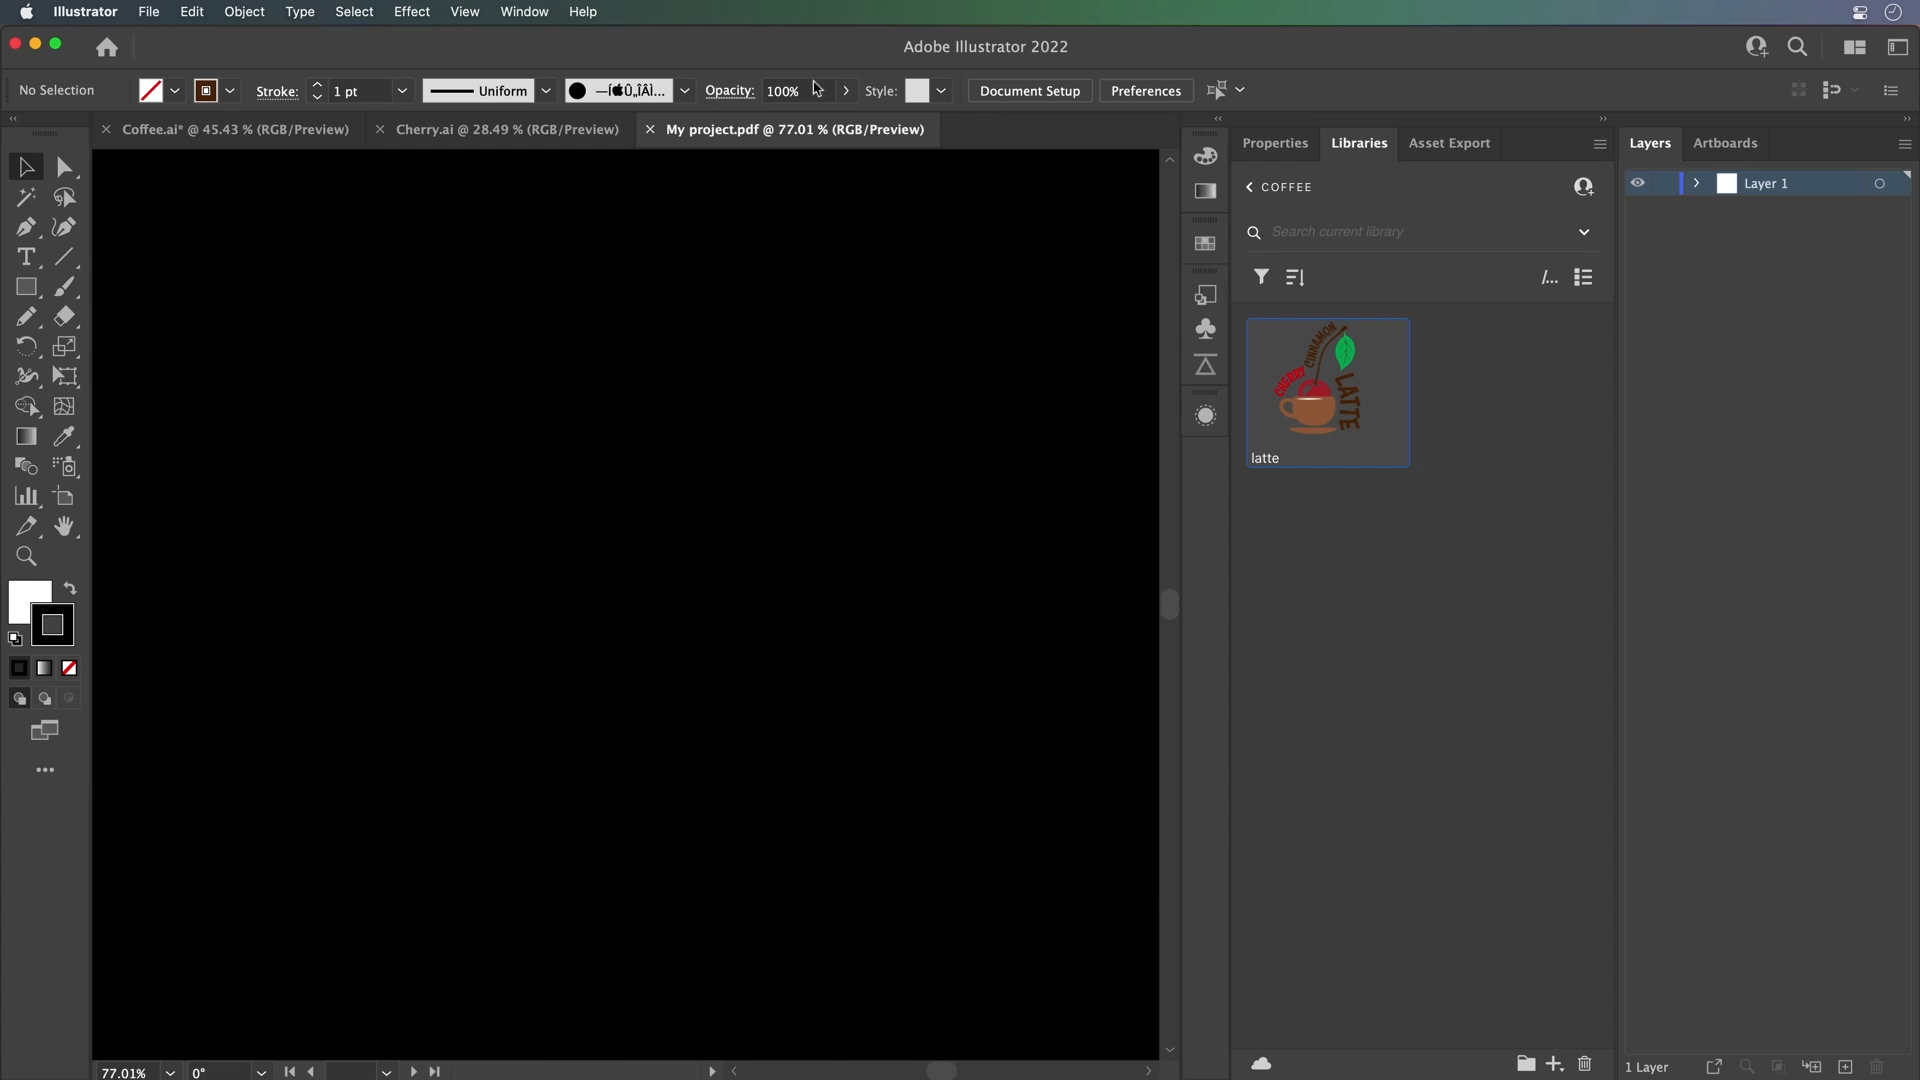 Illustrator File Edit Object Type Select Effect View Window Help
Adobe Illustrator 2022
No Selection Stroke: 1 pt Uniform Opacity: 100% Style: Document Setup Preferences
Coffee.ai* @ 45.43 % (RGB/Preview) Cherry.ai @ 28.49 % (RGB/Preview) My project.pdf @ 77.01 % (RGB/Preview)
Properties Libraries Asset Export Layers Artboards
COFFEE
Layer 1
Search current library
/...
CHERRY
CINNAMON
LATTE
latte
77.01% 0°
1 Layer